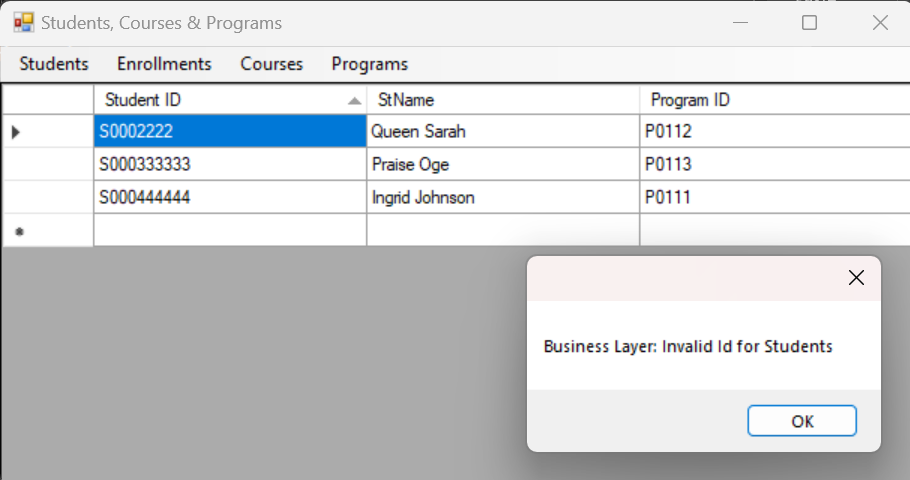 Students, Courses & Programs
Students Enrollments Courses Programs
Student ID StName Program ID
S0002222 Queen Sarah P0112
S000333333 Praise Oge P0113
S000444444 Ingrid Johnson P0111
Business Layer: Invalid Id for Students
OK